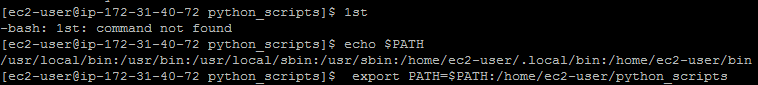 [ec2-user@ip-172-31-40-72 python_scripts]$ 1st
-bash: 1st: command not found
[ec2-user@ip-172-31-40-72 python_scripts]$ echo $PATH
/usr/local/bin:/usr/bin:/usr/local/sbin:/usr/sbin:/home/ec2-user/.local/bin:/home/ec2-user/bin
[ec2-user@ip-172-31-40-72 python_scripts]$  export PATH=$PATH:/home/ec2-user/python_scripts